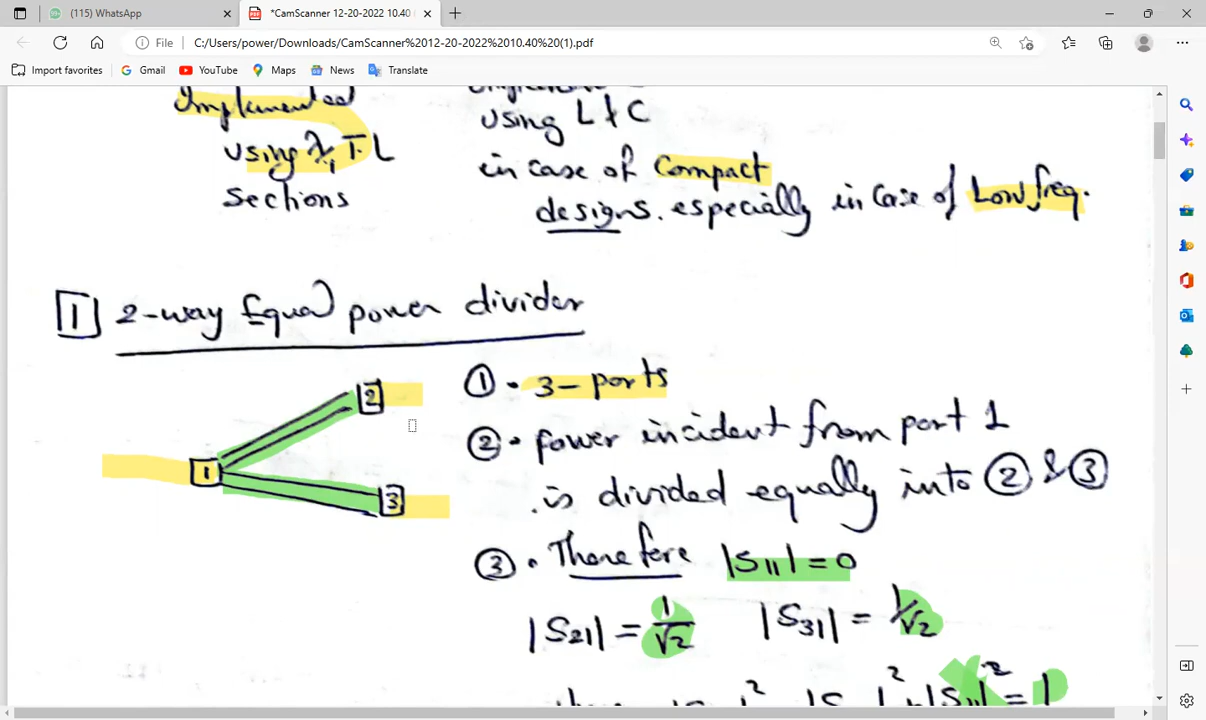 (115) WhatsApp
*CamScanner 12-20-2022 10.40
File C:/Users/power/Downloads/CamScanner%2012-20-2022%2010.40%20(1).pdf
Import favorites Gmail YouTube Maps News Translate
Implemented
using λ/4 T.L
Sections
using L & C
in case of Compact
designs. especially in case of Low freq.
1 2-way Equal power divider
1 2 3
① • 3-ports
② • power incident from port 1
. is divided equally into ② & ③
③ • Therefore |S11| = 0
|S21| = 1/√2 |S31| = 1/√2